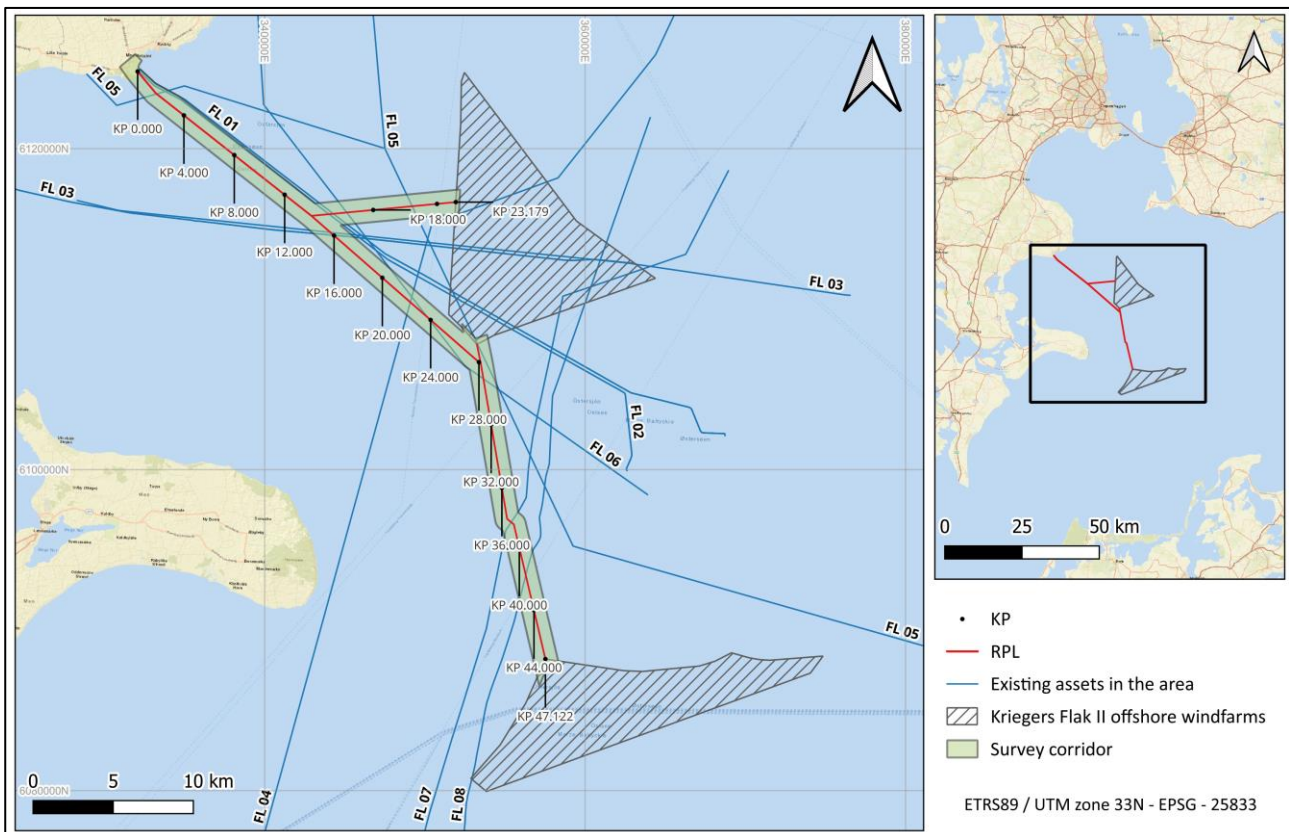 3400000E
3600000E
3800000E
FL 05
KP 0.000
FL 01
FL 05
6120000N
KP 4.000
FL 03
KP 8.000
KP 18.000
KP 23.179
KP 12.000
KP 16.000
FL 03
KP 20.000
KP 24.000
KP 28.000
FL 02
FL 06
6100000N
KP 32.000
KP 36.000
KP 40.000
FL 05
KP 44.000
KP 47.122
0 5 10 km
6080000N
FL 04
FL 07
FL 08
0 25 50 km
KP
RPL
Existing assets in the area
Kriegers Flak II offshore windfarms
Survey corridor
ETRS89 / UTM zone 33N - EPSG - 25833